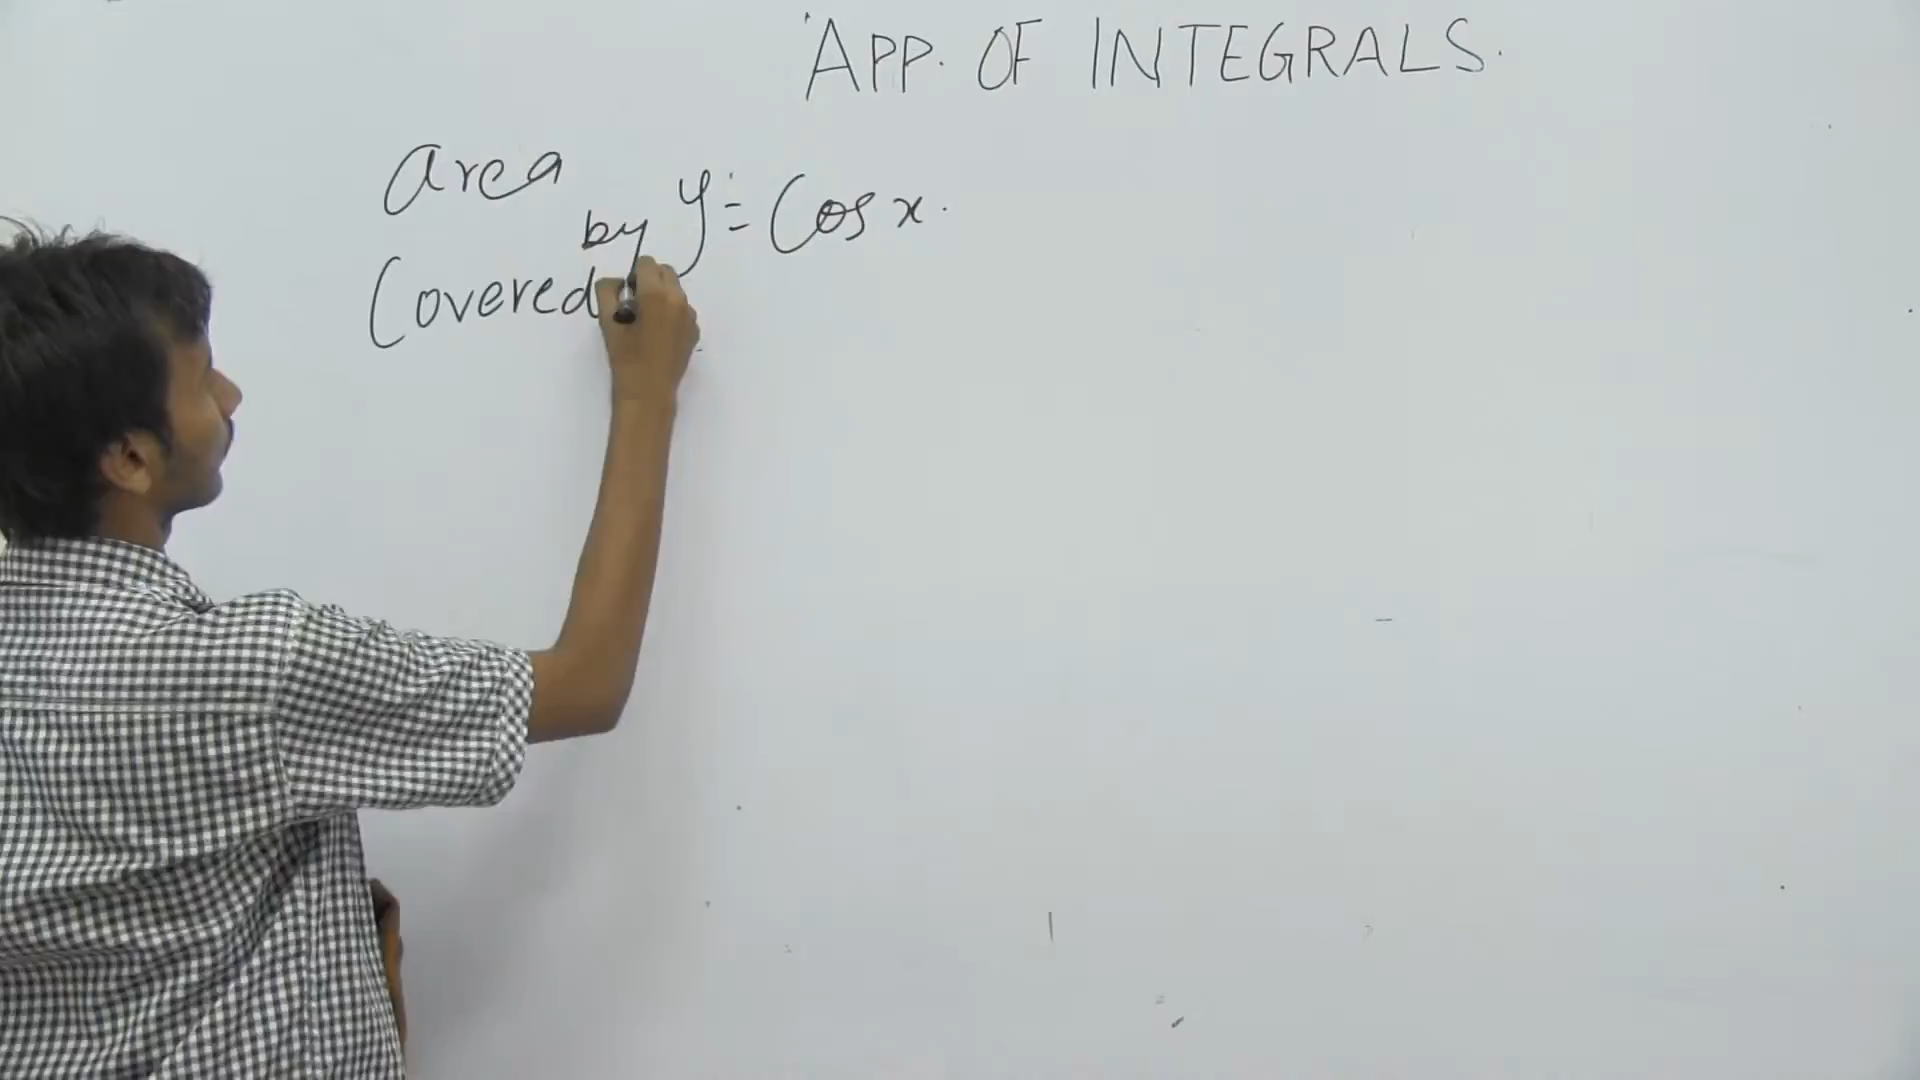 APP. OF INTEGRALS.
area
by y = Cos x.
Covered